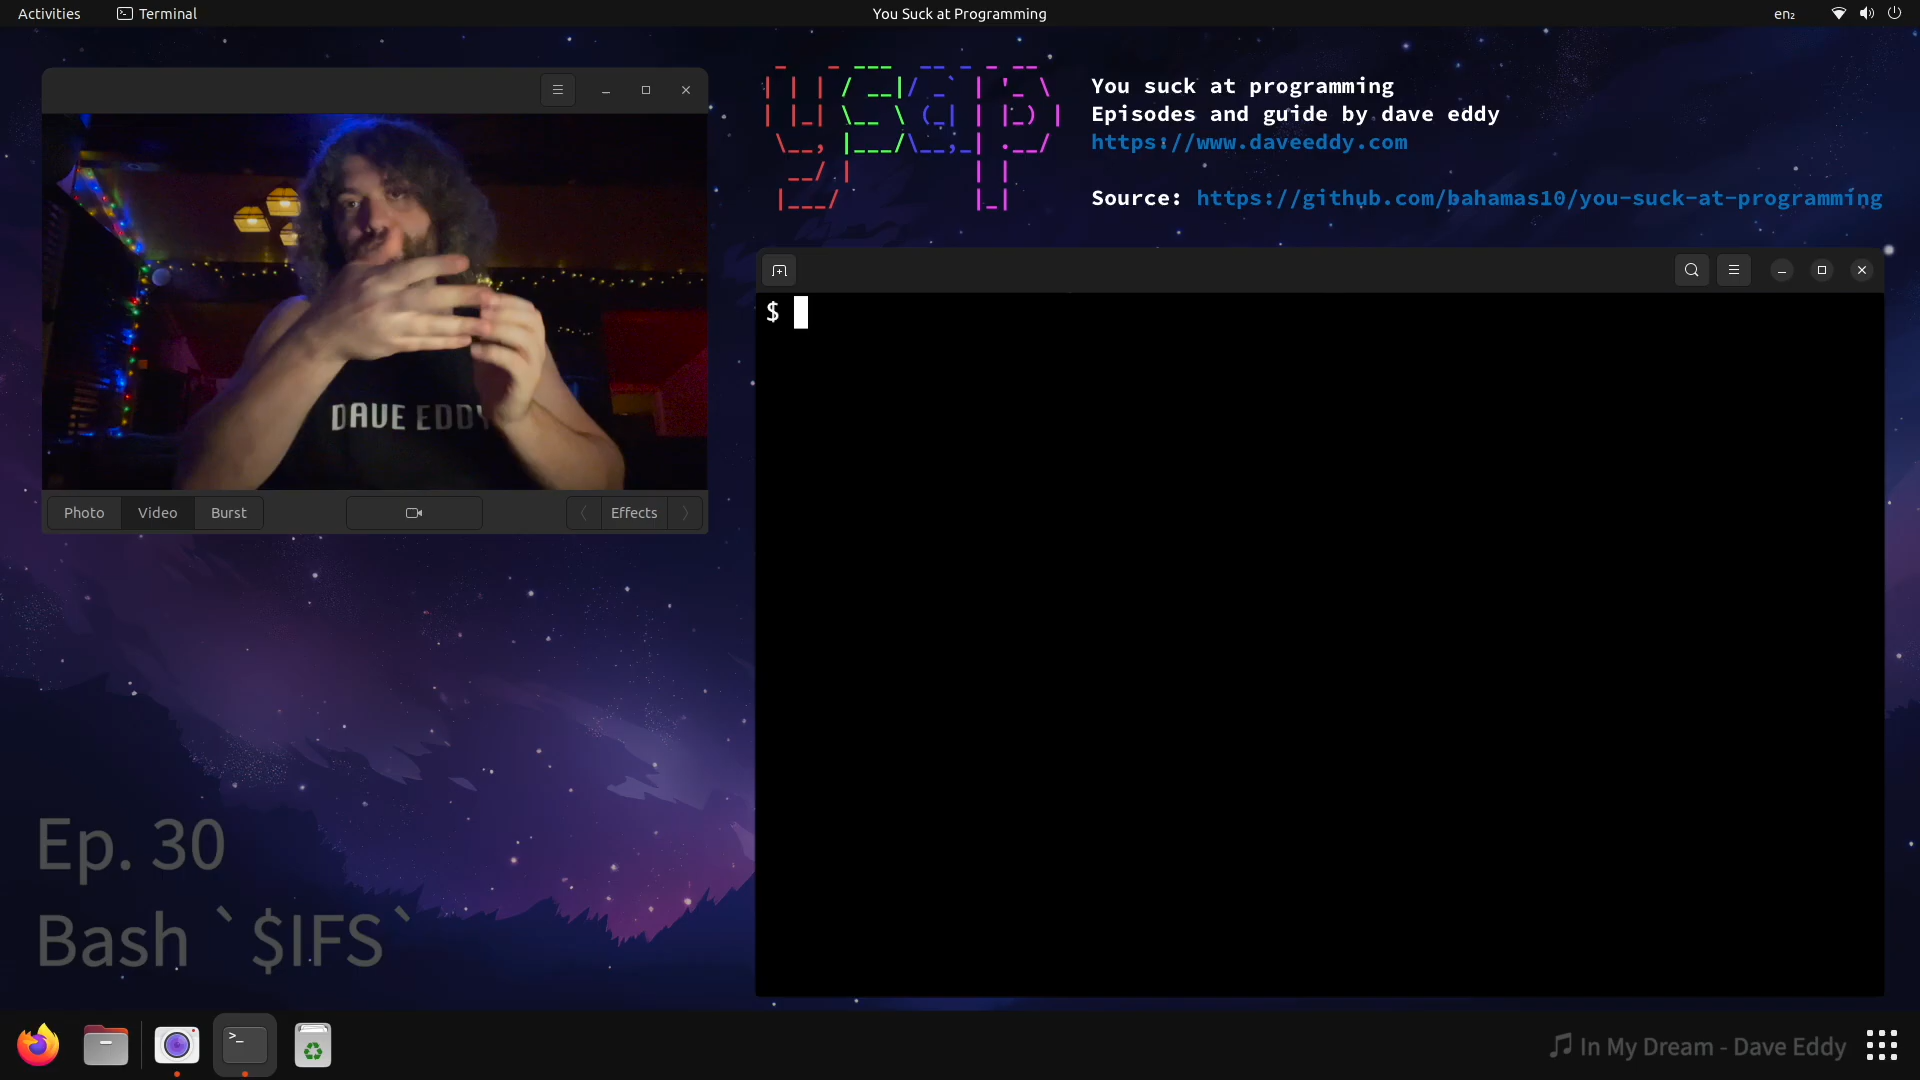 Activities
Terminal
You Suck at Programming
en₂
You suck at programming
Episodes and guide by dave eddy
https://www.daveeddy.com
Source: https://github.com/bahamas10/you-suck-at-programming
$
DAVE EDDY
Photo
Video
Burst
Effects
Ep. 30
Bash `$IFS`
In My Dream - Dave Eddy